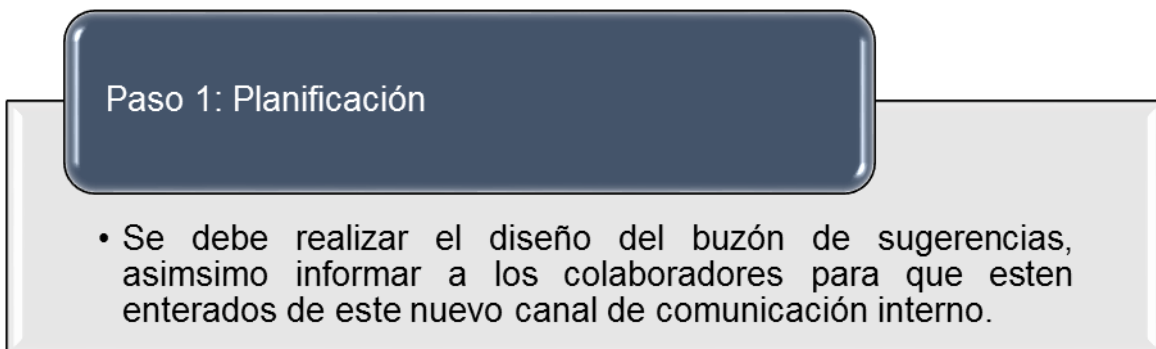 Paso 1: Planificación
• Se debe realizar el diseño del buzón de sugerencias,
asimsimo informar a los colaboradores para que esten
enterados de este nuevo canal de comunicación interno.